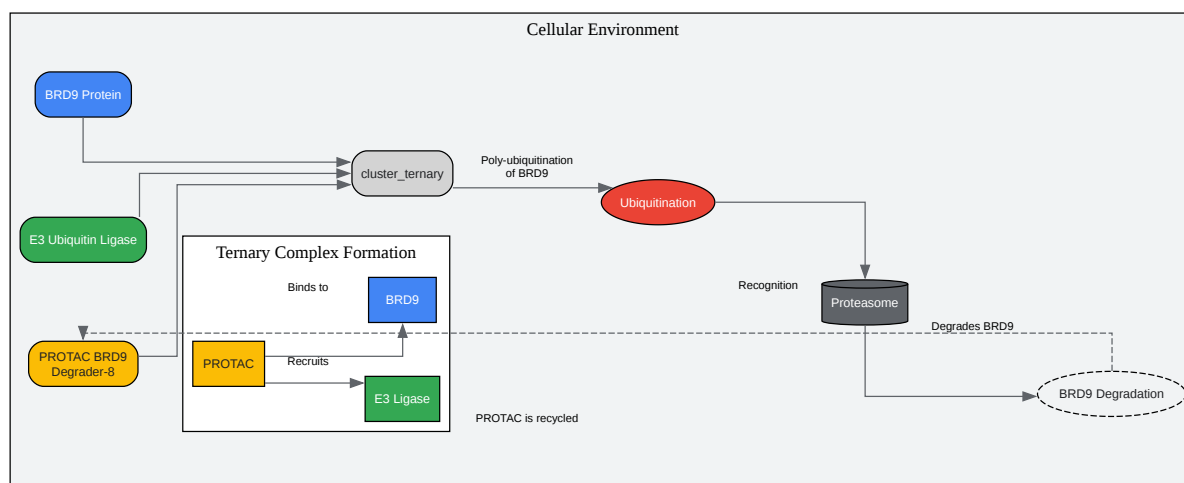 Cellular Environment
BRD9 Protein
Poly-ubiquitination
of BRD9
cluster_ternary
Ubiquitination
E3 Ubiquitin Ligase
Ternary Complex Formation
Binds to
BRD9
Recognition
Proteasome
Degrades BRD9
PROTAC BRD9
Degrader-8
PROTAC
Recruits
E3 Ligase
BRD9 Degradation
PROTAC is recycled